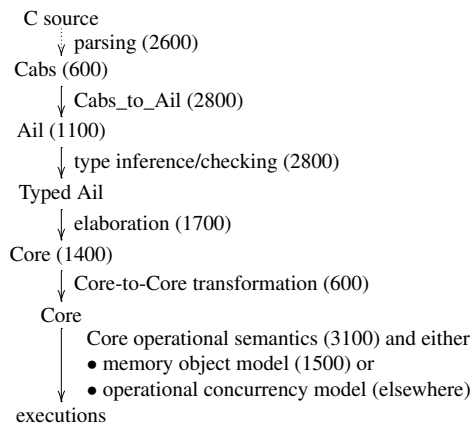 C source
parsing (2600)
Cabs (600)
Cabs_to_Ail (2800)
Ail (1100)
type inference/checking (2800)
Typed Ail
elaboration (1700)
Core (1400)
Core-to-Core transformation (600)
Core
Core operational semantics (3100) and either
• memory object model (1500) or
• operational concurrency model (elsewhere)
executions